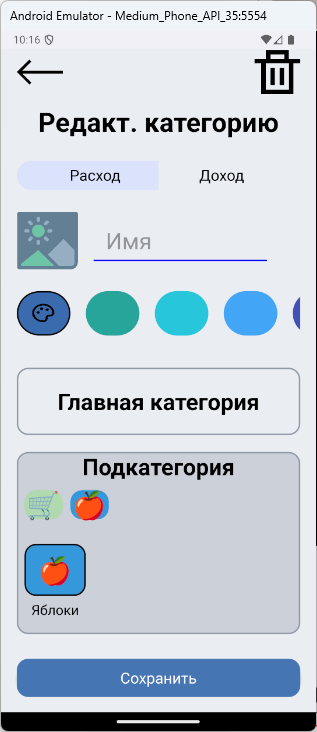 Android Emulator - Medium_Phone_API_35:5554
10:16
Редакт. категорию
Расход Доход
Имя
Главная категория
Подкатегория
Яблоки
Сохранить